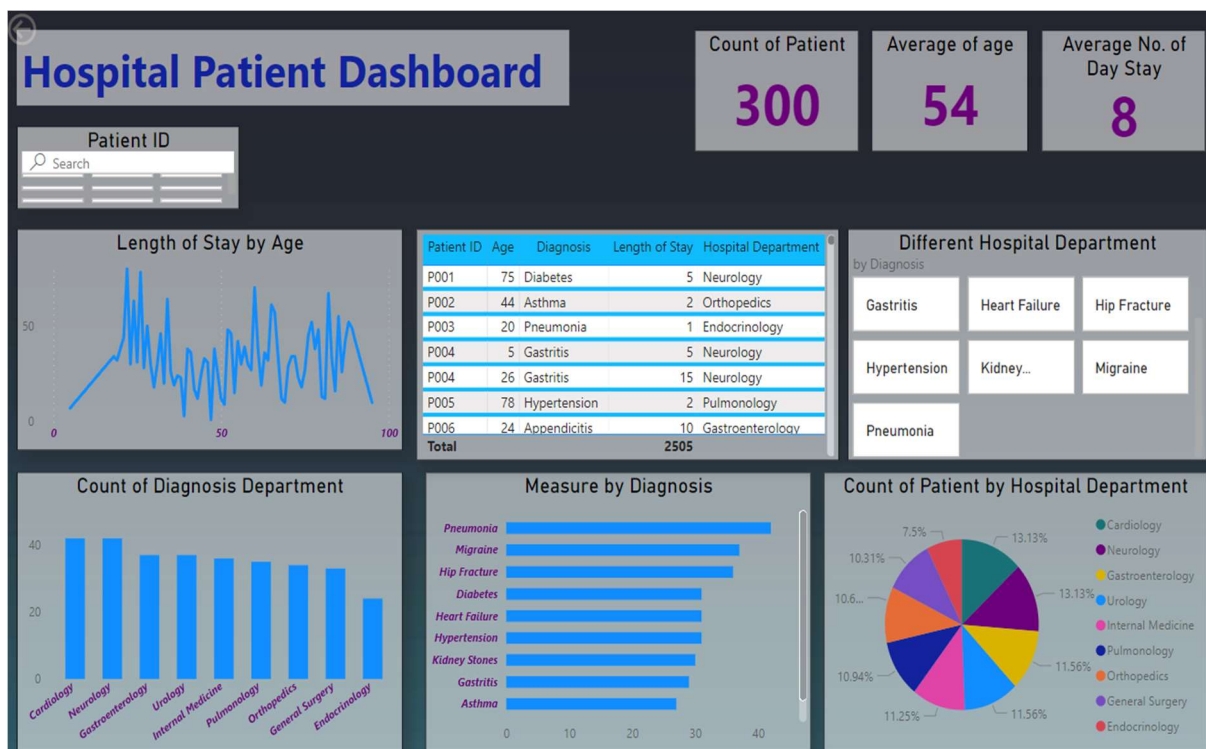 Hospital Patient Dashboard
Count of Patient
300
Average of age
54
Average No. of
Day Stay
8
Patient ID
Search
Length of Stay by Age
50
0
0 50 100
Patient ID Age Diagnosis Length of Stay Hospital Department
P001 75 Diabetes 5 Neurology
P002 44 Asthma 2 Orthopedics
P003 20 Pneumonia 1 Endocrinology
P004 5 Gastritis 5 Neurology
P004 26 Gastritis 15 Neurology
P005 78 Hypertension 2 Pulmonology
P006 24 Appendicitis 10 Gastroenterology
Total 2505
Different Hospital Department
by Diagnosis
Gastritis Heart Failure Hip Fracture
Hypertension Kidney... Migraine
Pneumonia
Count of Diagnosis Department
40
20
0
Cardiology Neurology Gastroenterology Urology Internal Medicine Pulmonology Orthopedics General Surgery Endocrinology
Measure by Diagnosis
Pneumonia
Migraine
Hip Fracture
Diabetes
Heart Failure
Hypertension
Kidney Stones
Gastritis
Asthma
0 10 20 30 40
Count of Patient by Hospital Department
13.13%
13.13%
11.56%
11.56%
11.25%
10.94%
10.6...
10.31%
7.5%
Cardiology
Neurology
Gastroenterology
Urology
Internal Medicine
Pulmonology
Orthopedics
General Surgery
Endocrinology